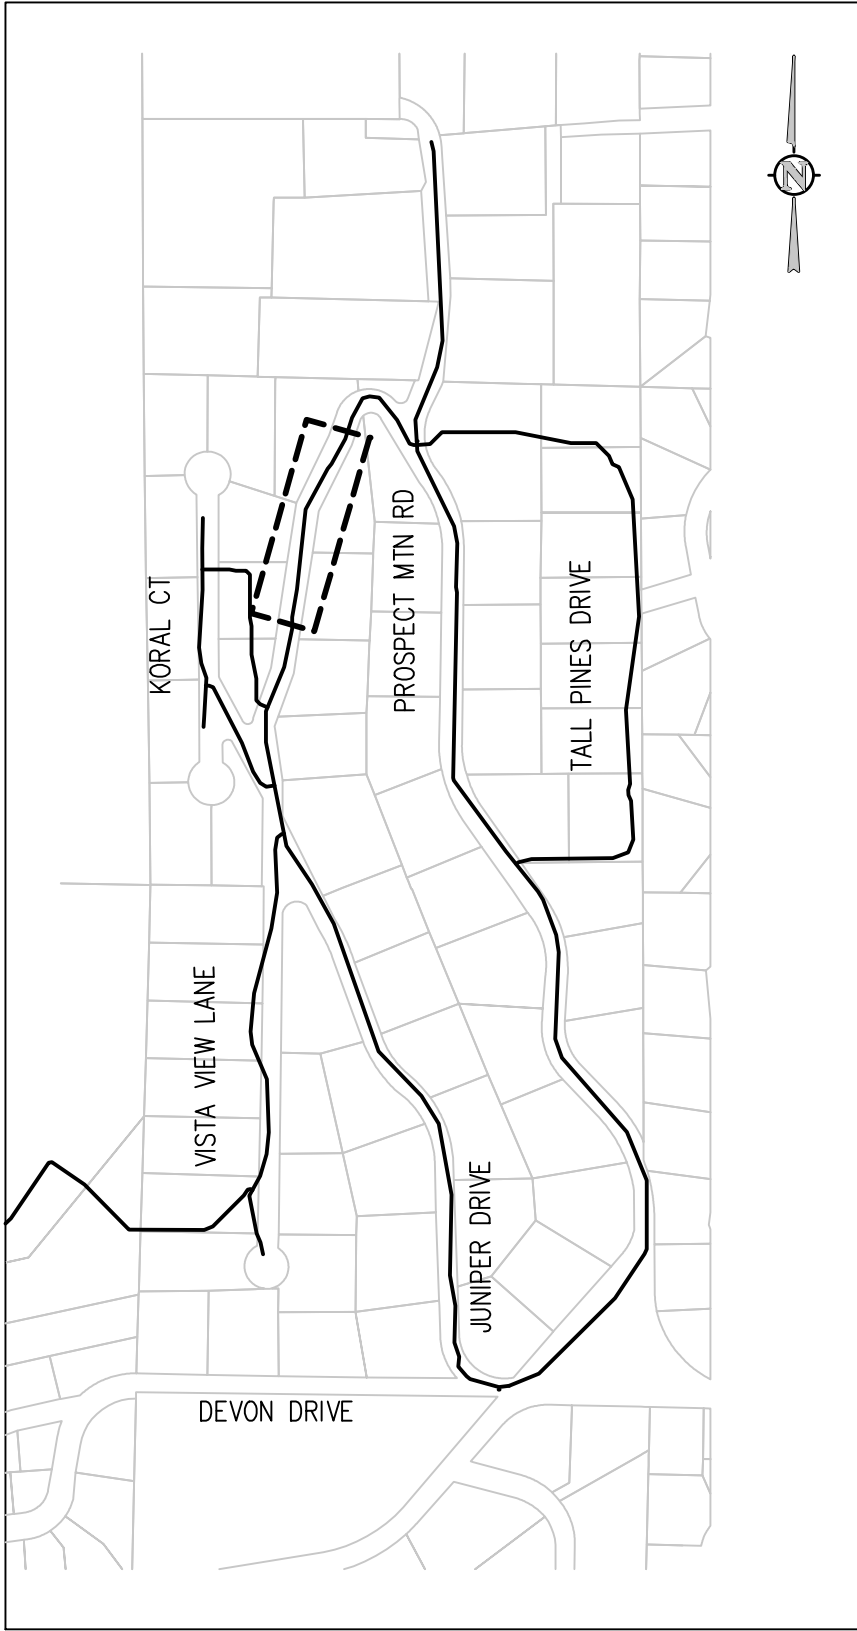 N
PROSPECT MTN RD
KORAL CT
TALL PINES DRIVE
VISTA VIEW LANE
JUNIPER DRIVE
DEVON DRIVE